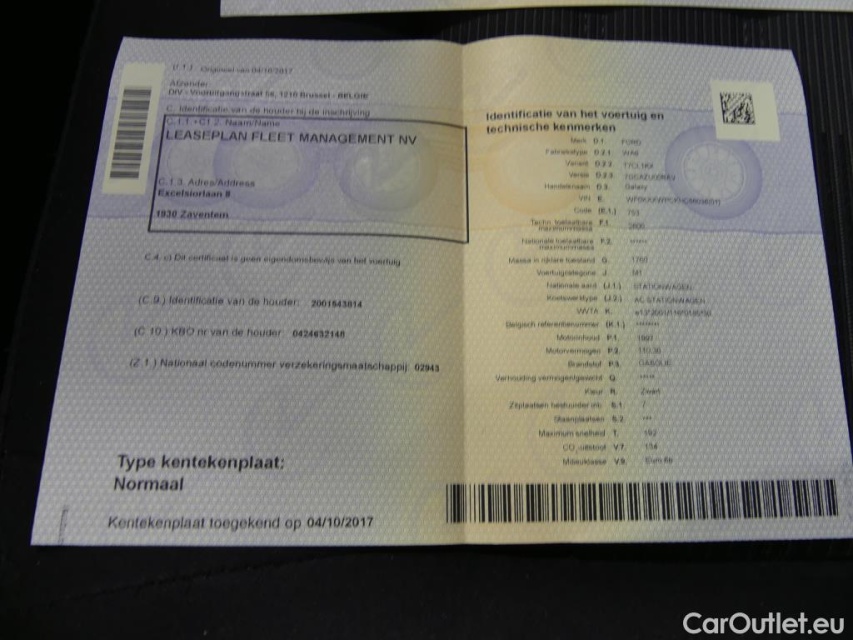 (I.1.) Origineel van 04/10/2017
Afzender:
DIV - Vooruitgangstraat 56, 1210 Brussel - BELGIE
C. Identificatie van de houder bij de inschrijving
C.1.1.+C1.2. Naam/Name
LEASEPLAN FLEET MANAGEMENT NV
C.1.3. Adres/Address
Excelsiorlaan 8
1930 Zaventem
C.4. c) Dit certificaat is geen eigendomsbewijs van het voertuig
(C.9.) Identificatie van de houder: 2001543814
(C.10.) KBO nr van de houder: 0424632148
(Z.1.) Nationaal codenummer verzekeringsmaatschappij: 02943
Type kentekenplaat:
Normaal
Kentekenplaat toegekend op 04/10/2017
Identificatie van het voertuig en
technische kenmerken
Merk D.1 FORD
Fabriekstype D.2.1. WA6
Variant D.2.2.
Versie D.2.3.
Handelsnaam D.3. Galaxy
VIN E.
Code (E.1.) 753
Techn. toelaatbare F.1. 2600
maximummassa
Nationale toelaatbare F.2. *****
maximummassa
Massa in rijklare toestand G. 1760
Voertuigcategorie J. M1
Nationale aard (J.1.) STATIONWAGEN
Koetswerktype (J.2.) AC STATIONWAGEN
WVTA K.
Belgisch referentienummer (K.1.) ********
Motorinhoud P.1. 1997
Motorvermogen P.2. 110.00
Brandstof P.3.
Verhouding vermogen/gewicht Q. *****
Kleur R. Zwart
Zitplaatsen bestuurder inb. S.1. 7
Staanplaatsen S.2. ***
Maximum snelheid T. 192
CO₂-uitstoot V.7. 134
Milieuklasse V.9. Euro 6b
CarOutlet.eu